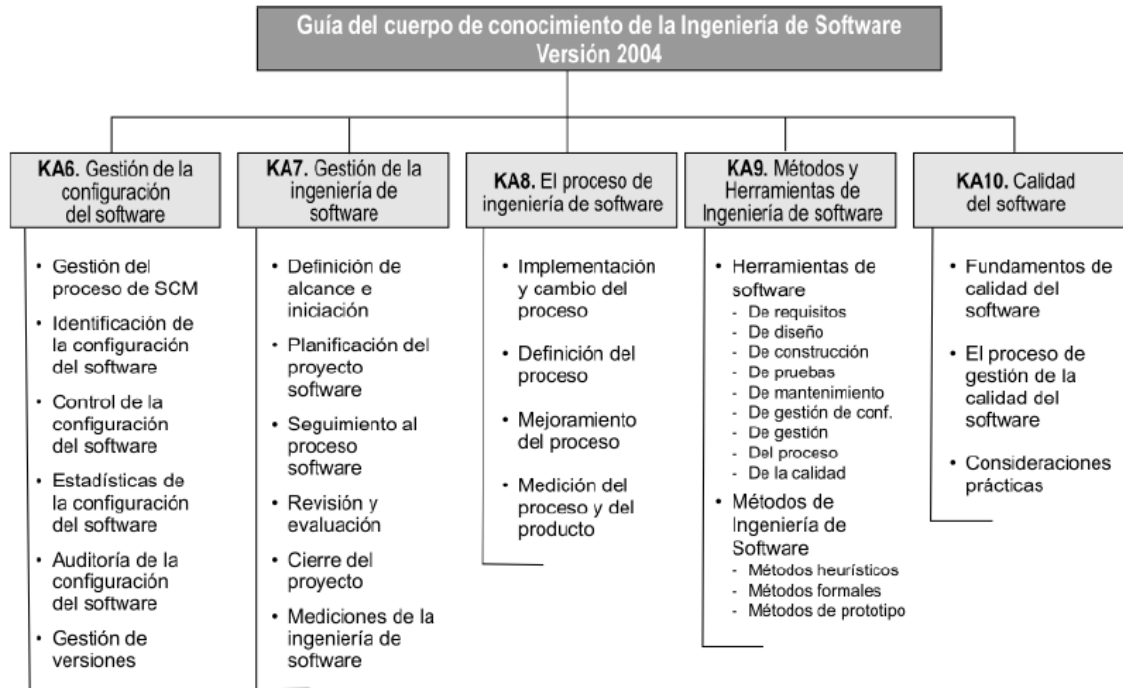 Guía del cuerpo de conocimiento de la Ingeniería de Software
Versión 2004
KA6. Gestión de la
configuración
del software
• Gestión del
proceso de SCM
• Identificación de
la configuración
del software
• Control de la
configuración
del software
• Estadísticas de
la configuración
del software
• Auditoría de la
configuración
del software
• Gestión de
versiones
KA7. Gestión de la
ingeniería de
software
• Definición de
alcance e
iniciación
• Planificación del
proyecto
software
• Seguimiento al
proceso
software
• Revisión y
evaluación
• Cierre del
proyecto
• Mediciones de la
ingeniería de
software
KA8. El proceso de
ingeniería de software
• Implementación
y cambio del
proceso
• Definición del
proceso
• Mejoramiento
del proceso
• Medición del
proceso y del
producto
KA9. Métodos y
Herramientas de
Ingeniería de software
• Herramientas de
software
- De requisitos
- De diseño
- De construcción
- De pruebas
- De mantenimiento
- De gestión de conf.
- De gestión
- Del proceso
- De la calidad
• Métodos de
Ingeniería de
Software
- Métodos heurísticos
- Métodos formales
- Métodos de prototipo
KA10. Calidad
del software
• Fundamentos de
calidad del
software
• El proceso de
gestión de la
calidad del
software
• Consideraciones
prácticas